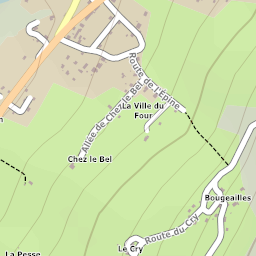 Route de l'Épine
Allée de Chez le Bel
La Ville du
Four
Chez le Bel
Bougeailles
Route du Cry
Le Cry
La Pesse